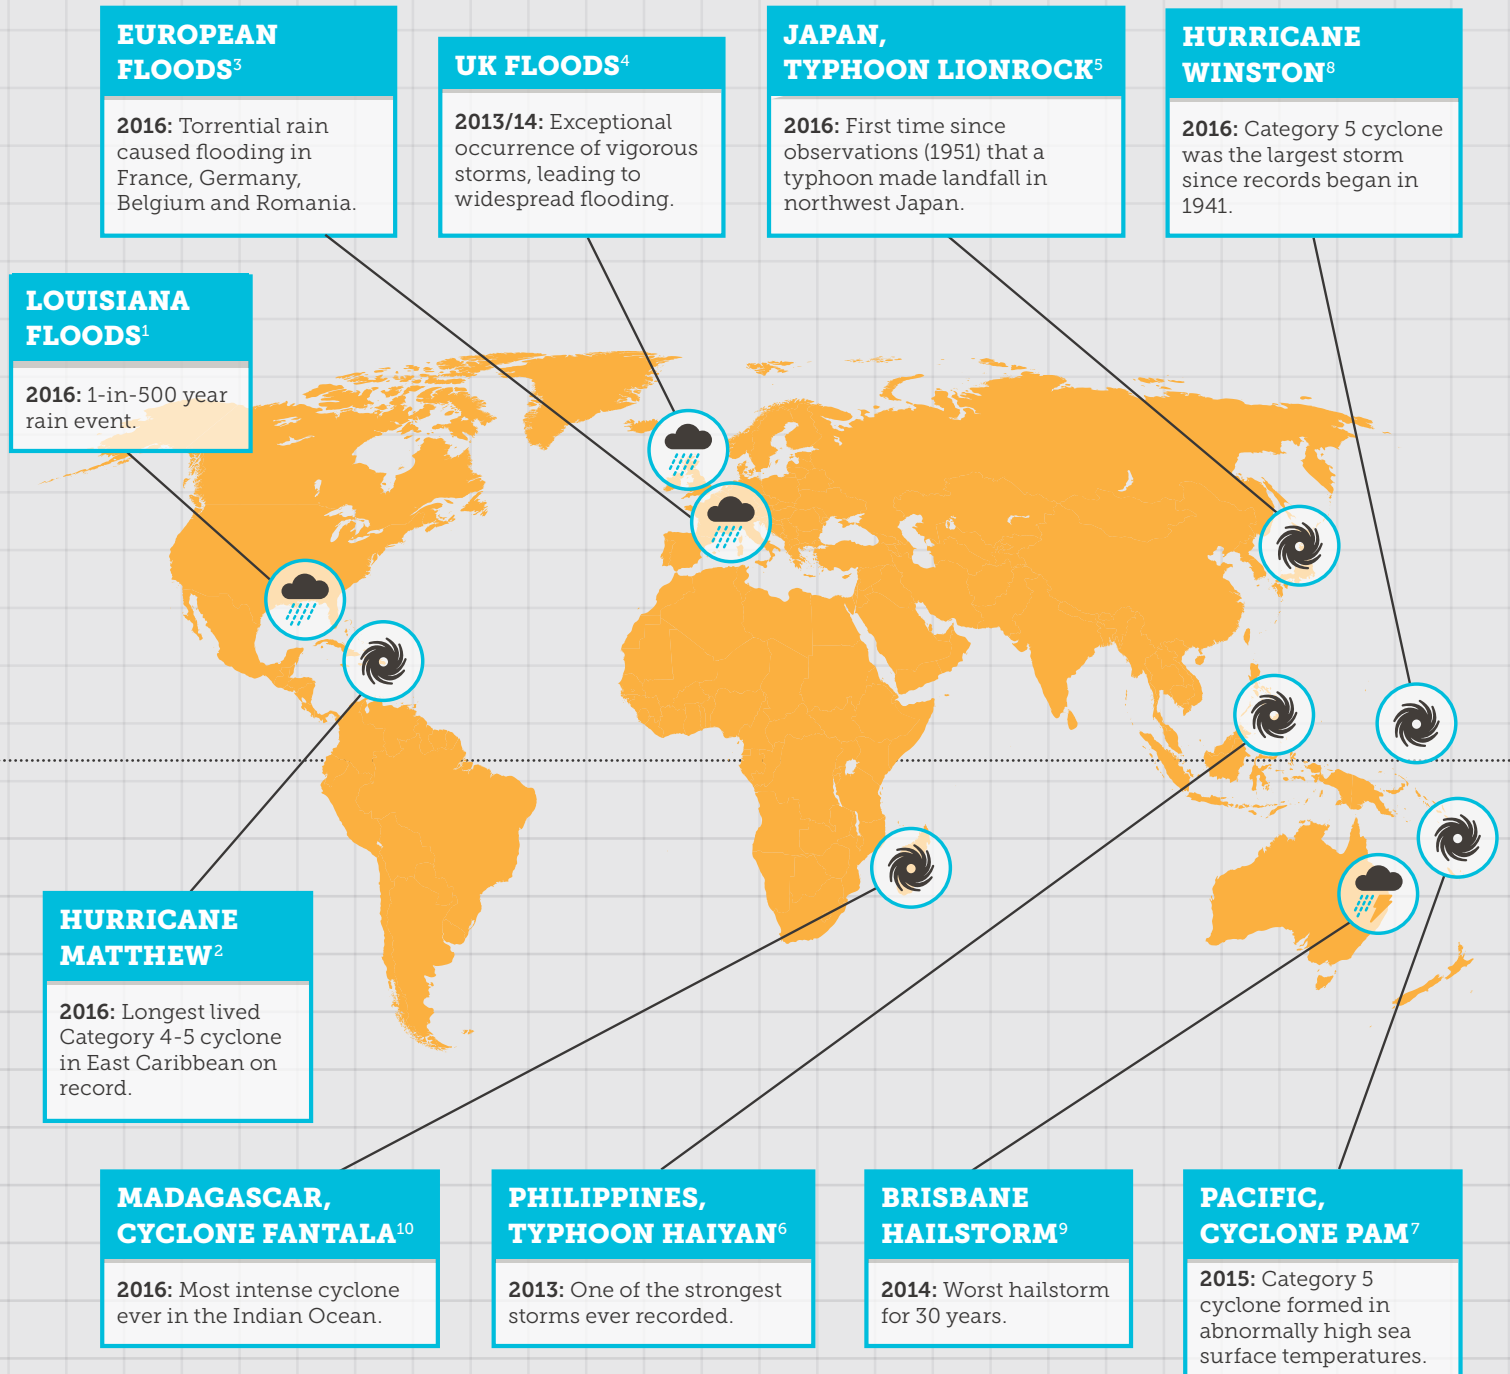 EUROPEAN
FLOODS3
2016: Torrential rain
caused flooding in
France, Germany,
Belgium and Romania.
UK FLOODS4
2013/14: Exceptional
occurrence of vigorous
storms, leading to
widespread flooding.
JAPAN,
TYPHOON LIONROCK5
2016: First time since
observations (1951) that a
typhoon made landfall in
northwest Japan.
HURRICANE
WINSTON8
2016: Category 5 cyclone
was the largest storm
since records began in
1941.
LOUISIANA
FLOODS1
2016: 1-in-500 year
rain event.
HURRICANE
MATTHEW2
2016: Longest lived
Category 4-5 cyclone
in East Caribbean on
record.
MADAGASCAR,
CYCLONE FANTALA10
2016: Most intense cyclone
ever in the Indian Ocean.
PHILIPPINES,
TYPHOON HAIYAN6
2013: One of the strongest
storms ever recorded.
BRISBANE
HAILSTORM9
2014: Worst hailstorm
for 30 years.
PACIFIC,
CYCLONE PAM7
2015: Category 5
cyclone formed in
abnormally high sea
surface temperatures.